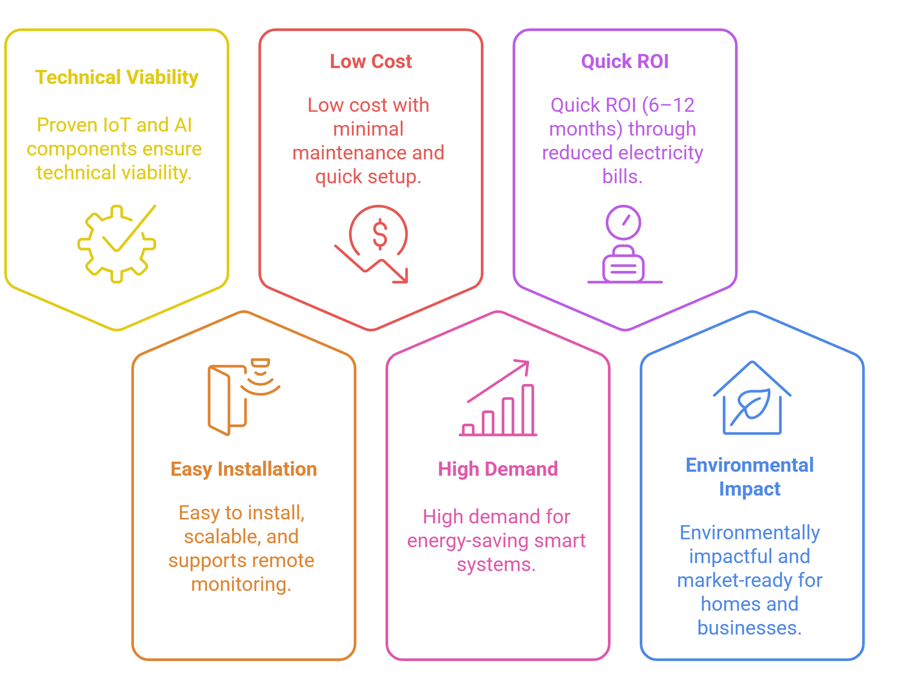 Technical Viability
Proven IoT and AI
components ensure
technical viability.
Low Cost
Low cost with
minimal
maintenance and
quick setup.
Quick ROI
Quick ROI (6–12
months) through
reduced electricity
bills.
$
Easy Installation
Easy to install,
scalable, and
supports remote
monitoring.
High Demand
High demand for
energy-saving smart
systems.
Environmental
Impact
Environmentally
impactful and
market-ready for
homes and
businesses.